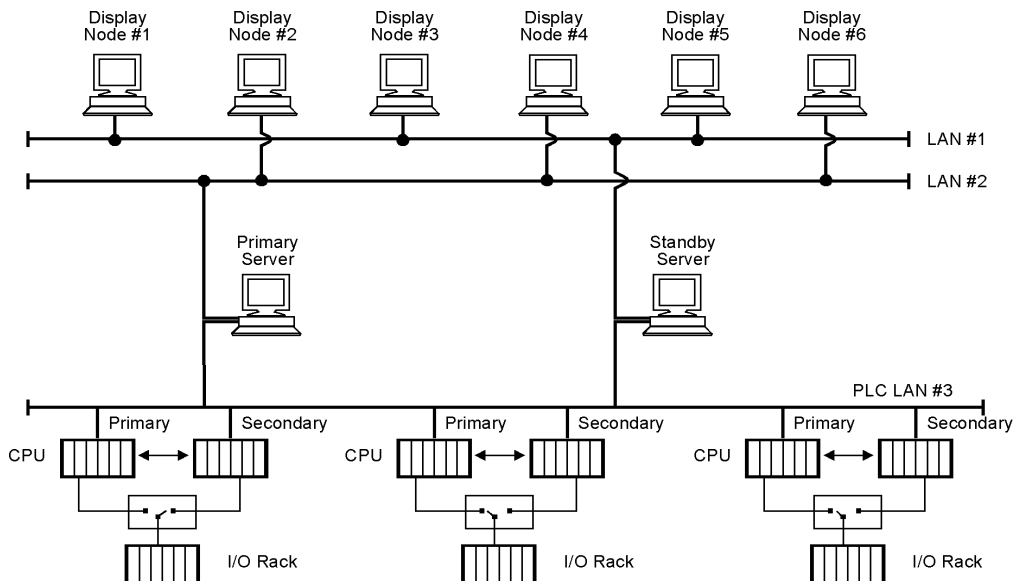 Display Node #1
Display Node #2
Display Node #3
Display Node #4
Display Node #5
Display Node #6
LAN #1
LAN #2
Primary Server
Standby Server
PLC LAN #3
Primary
Secondary
Primary
Secondary
Primary
Secondary
CPU
CPU
CPU
I/O Rack
I/O Rack
I/O Rack